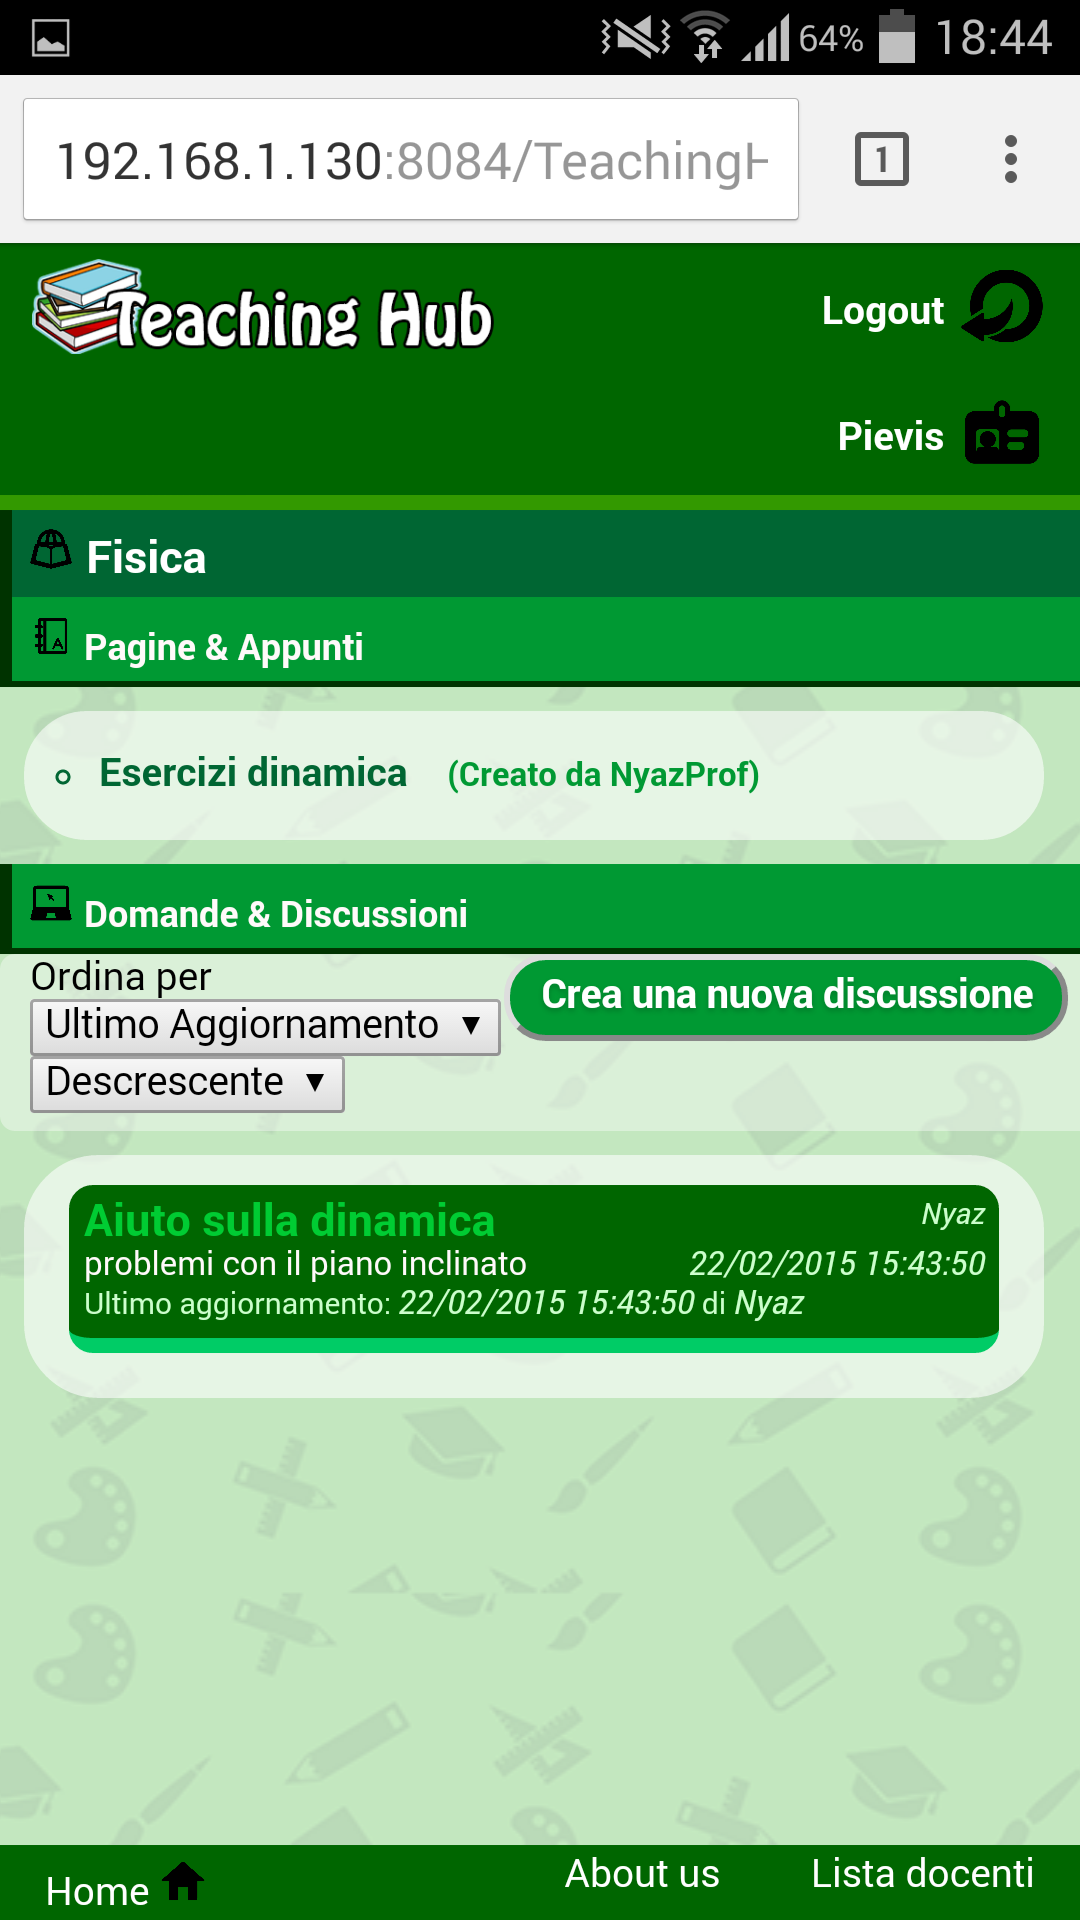 64% 18:44
192.168.1.130:8084/TeachingH
1
Teaching Hub
Logout
Pievis
Fisica
Pagine & Appunti
Esercizi dinamica (Creato da NyazProf)
Domande & Discussioni
Ordina per
Crea una nuova discussione
Ultimo Aggiornamento ▼
Descrescente ▼
Aiuto sulla dinamica Nyaz
problemi con il piano inclinato 22/02/2015 15:43:50
Ultimo aggiornamento: 22/02/2015 15:43:50 di Nyaz
Home About us Lista docenti